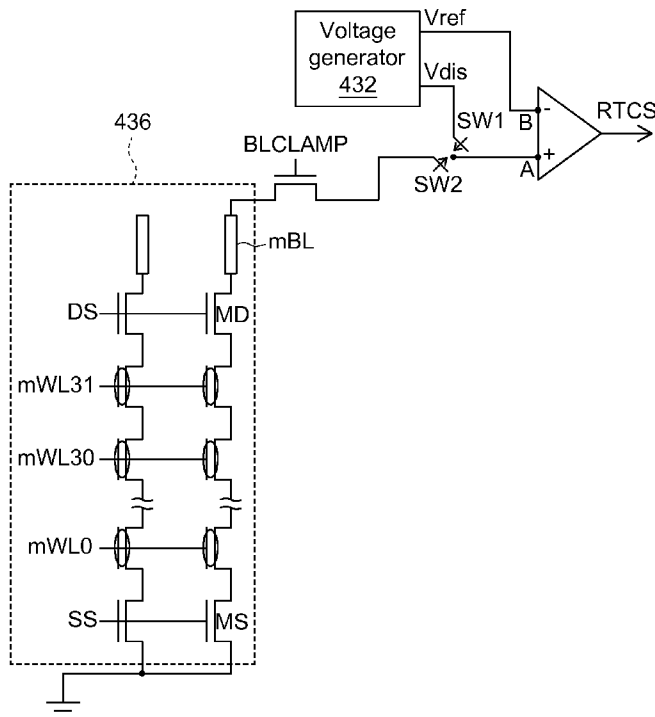 Voltage
generator
432
Vref
Vdis
B
-
RTCS
SW1
A
+
SW2
436
BLCLAMP
mBL
DS
MD
mWL31
mWL30
mWL0
SS
MS